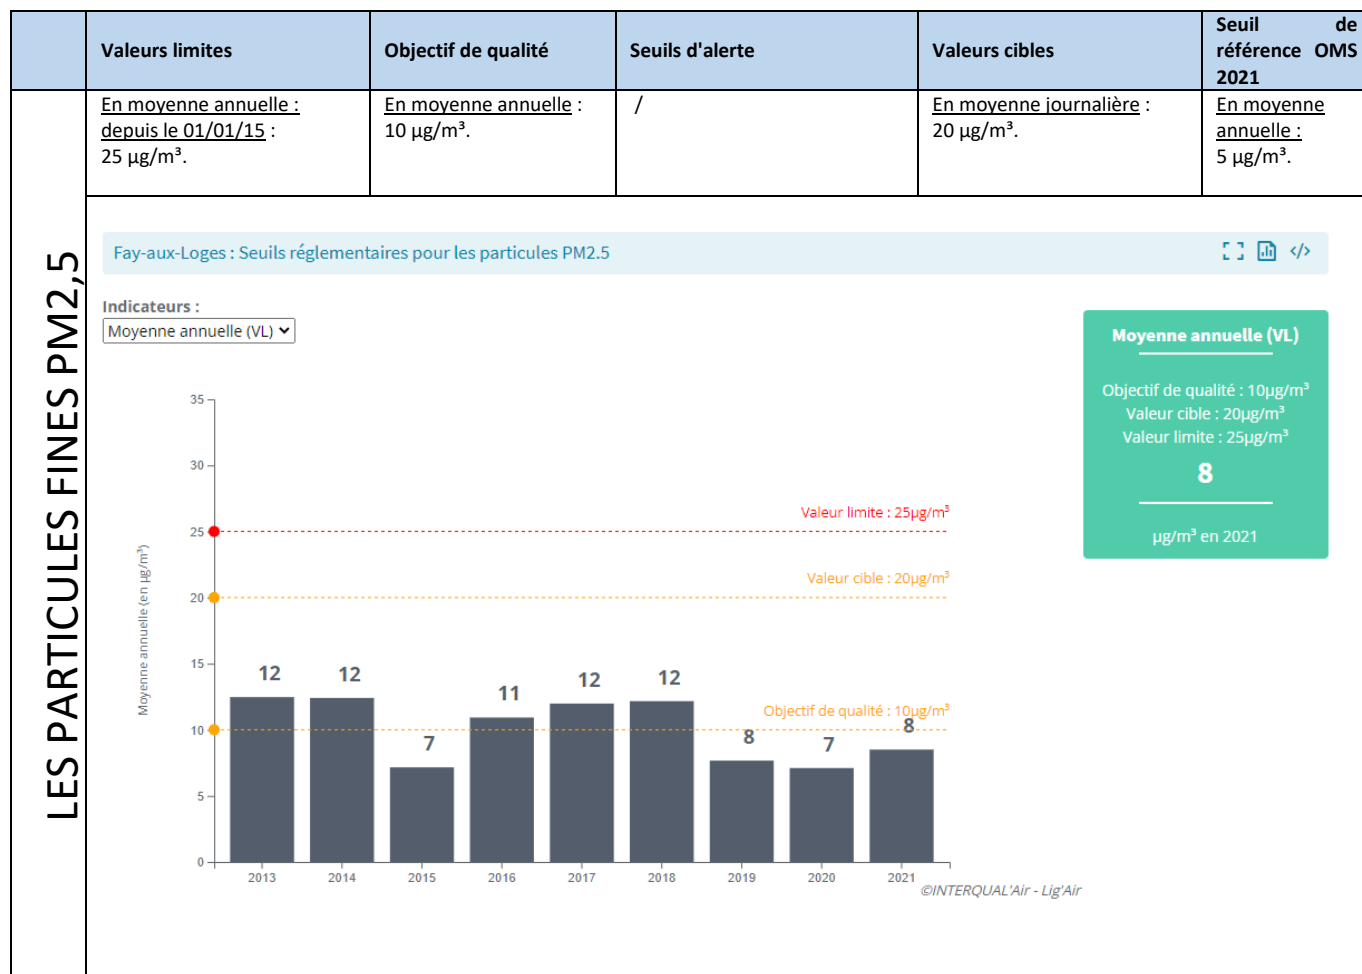 Valeurs limites
Objectif de qualité
Seuils d'alerte
Valeurs cibles
Seuil de
référence OMS
2021
En moyenne annuelle :
depuis le 01/01/15 :
25 µg/m³.
En moyenne annuelle :
10 µg/m³.
/
En moyenne journalière :
20 µg/m³.
En moyenne
annuelle :
5 µg/m³.
LES PARTICULES FINES PM2,5
Fay-aux-Loges : Seuils réglementaires pour les particules PM2.5
</>
Indicateurs :
Moyenne annuelle (VL)
Moyenne annuelle (VL)
Objectif de qualité : 10µg/m³
Valeur cible : 20µg/m³
Valeur limite : 25µg/m³
8
µg/m³ en 2021
Moyenne annuelle (en µg/m³)
35
30
25
20
15
10
5
0
Valeur limite : 25µg/m³
Valeur cible : 20µg/m³
Objectif de qualité : 10µg/m³
12
12
7
11
12
12
8
7
8
2013
2014
2015
2016
2017
2018
2019
2020
2021
©INTERQUAL'Air - Lig'Air